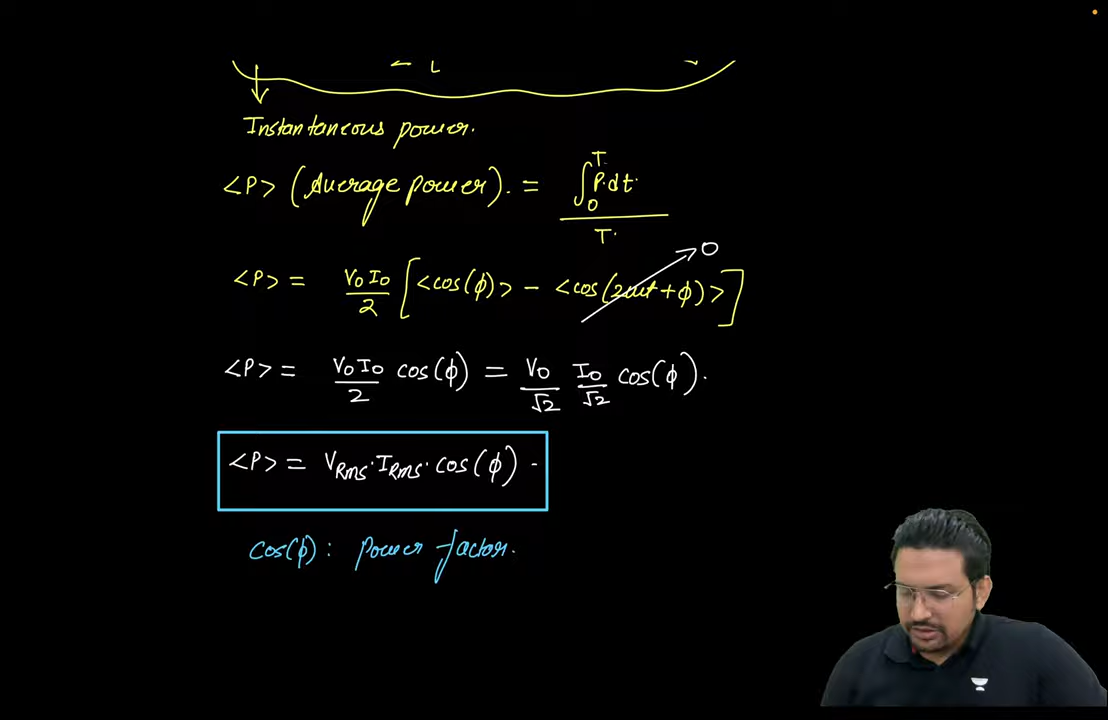 L
Instantaneous power.
<P> (Average power). = ∫₀ᵀ P.dt. / T.
<P> = V₀I₀/2 [<cos(φ)> - <cos(2ωt+φ)>] → 0
<P> = V₀I₀/2 cos(φ) = V₀/√2 I₀/√2 cos(φ).
<P> = V_Rms.I_Rms.cos(φ) -
cos(φ): power factor.